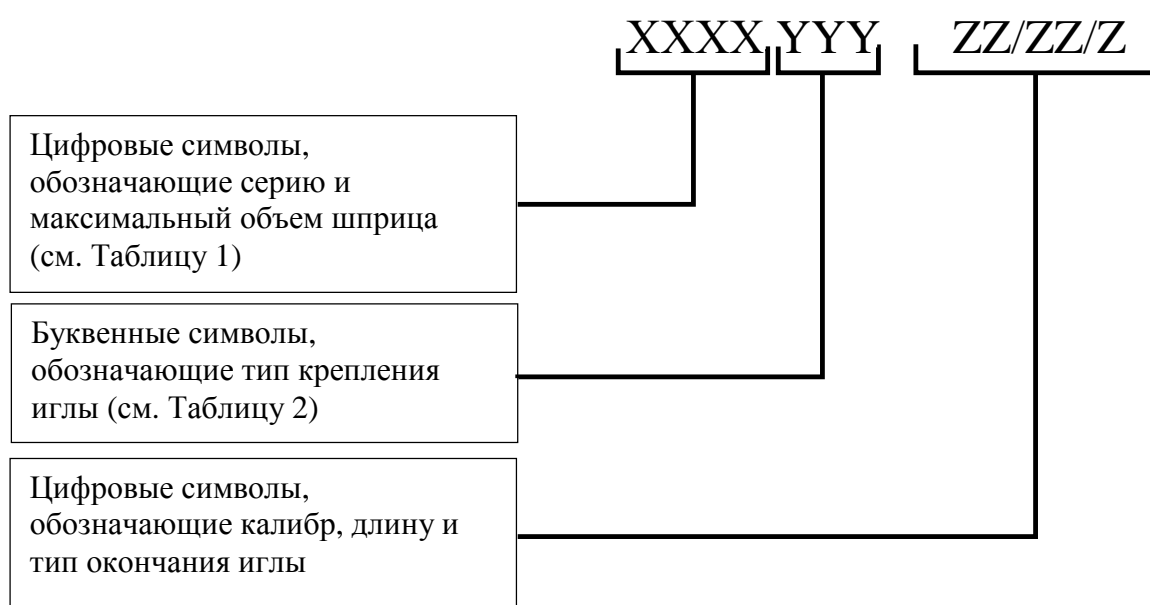 XXXX YYY ZZ/ZZ/Z
Цифровые символы,
обозначающие серию и
максимальный объем шприца
(см. Таблицу 1)
Буквенные символы,
обозначающие тип крепления
иглы (см. Таблицу 2)
Цифровые символы,
обозначающие калибр, длину и
тип окончания иглы